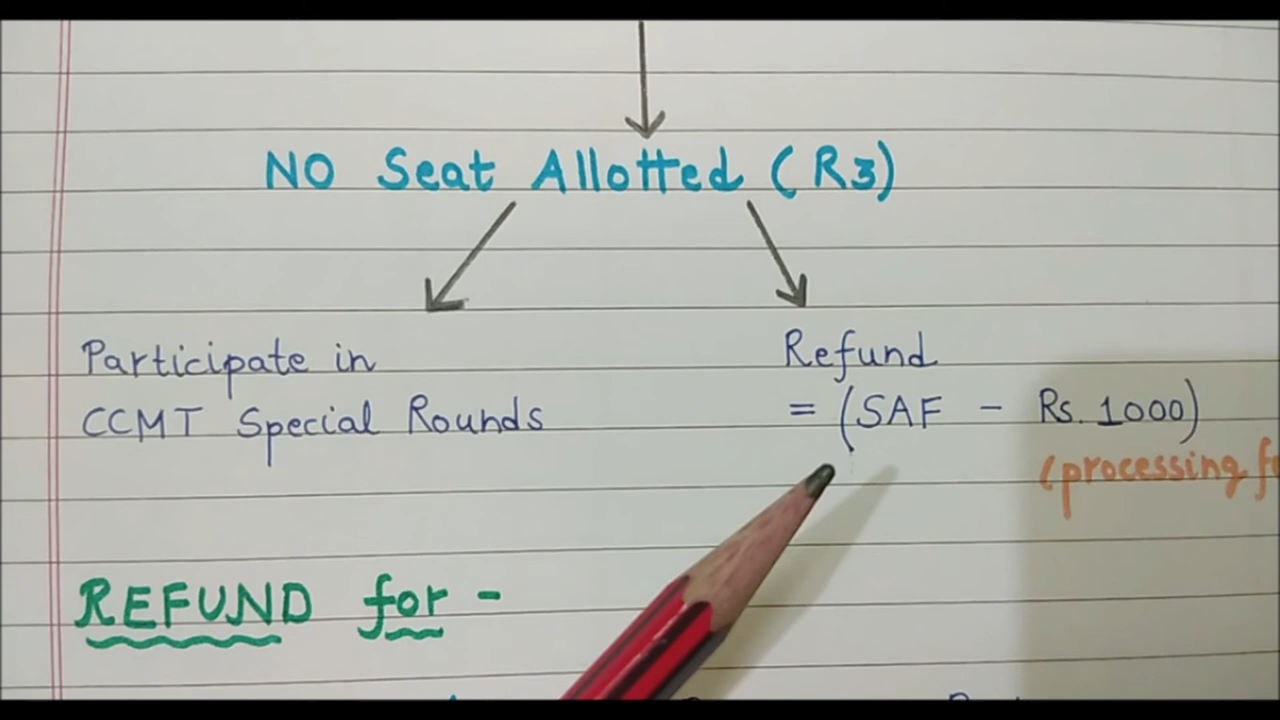 NO Seat Allotted (R3)
Participate in
CCMT Special Rounds
Refund
= (SAF - Rs. 1000)
(processing
REFUND for -